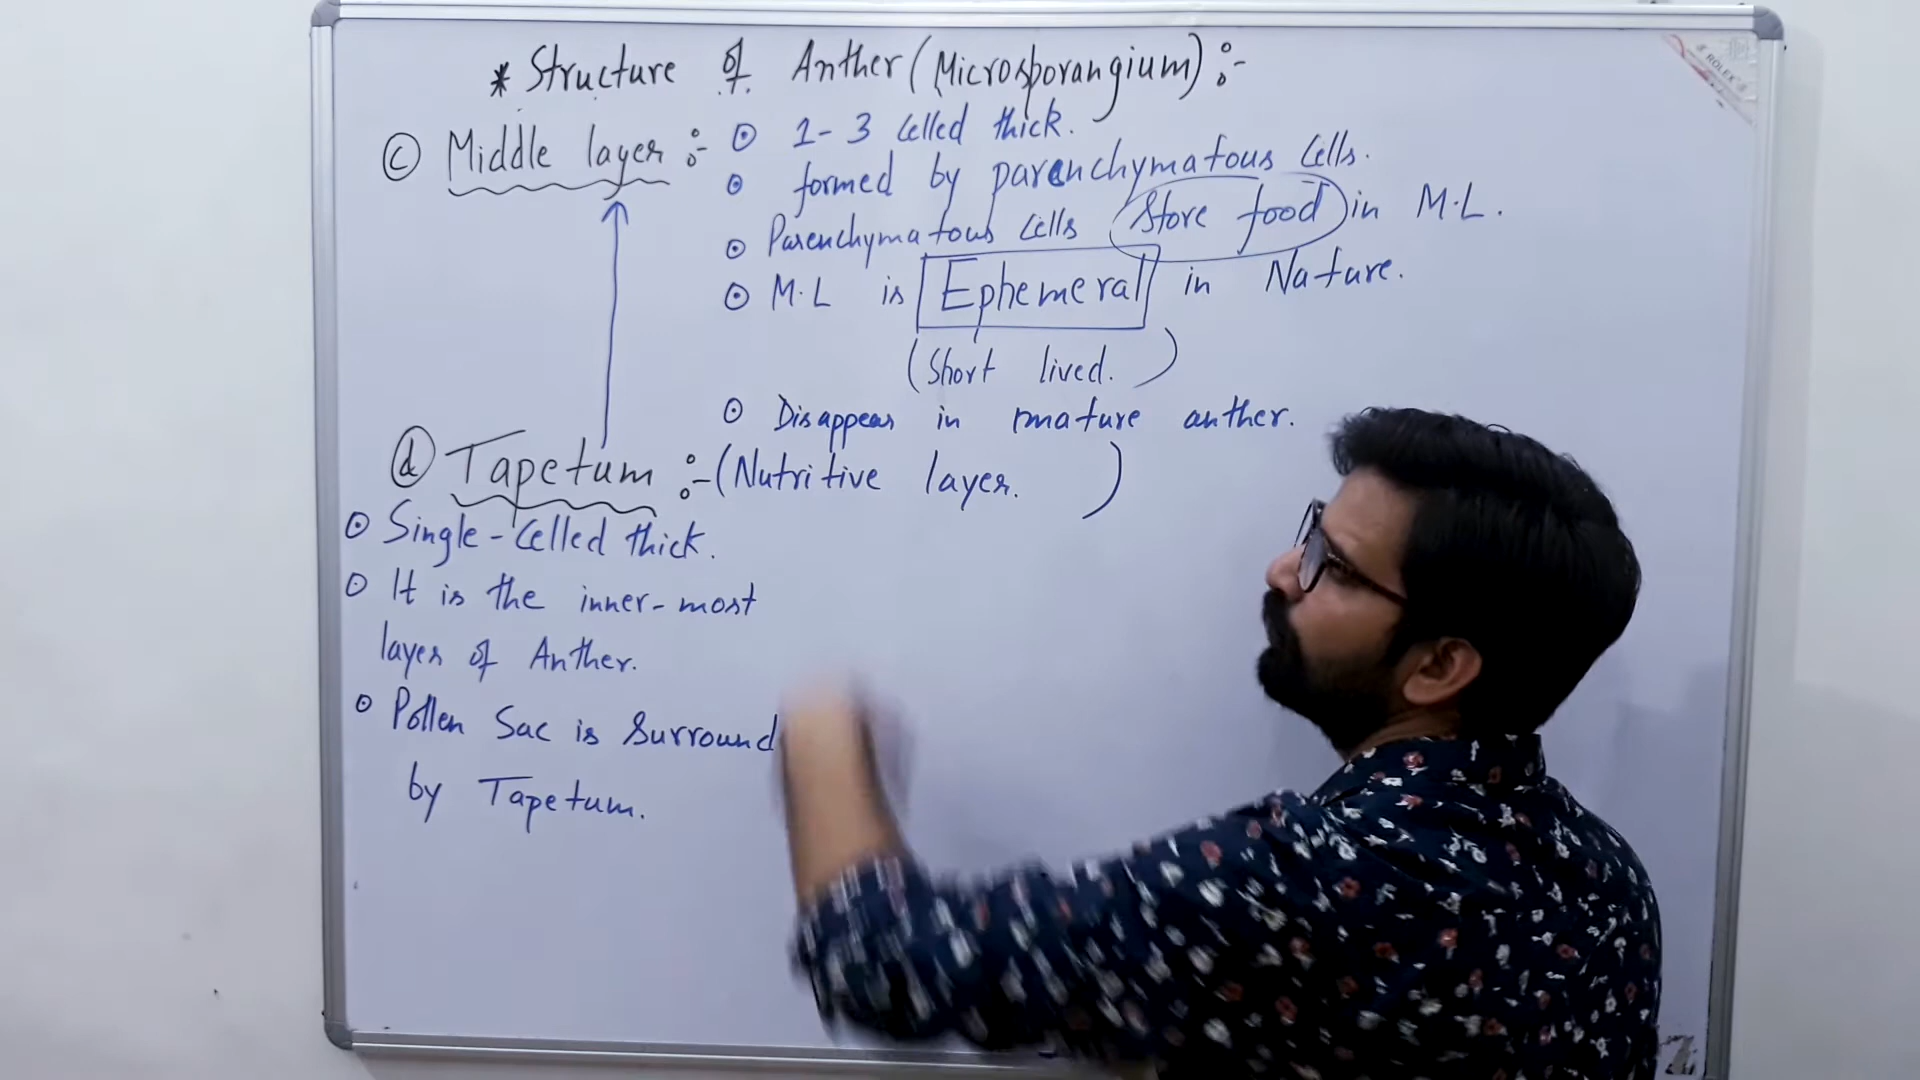 * Structure of Anther (Microsporangium) :-
(c) Middle layer :- ⊙ 1-3 Celled thick.
⊙ formed by parenchymatous Cells.
⊙ Parenchymatous Cells Store food in M.L.
⊙ M.L is Ephemeral in Nature.
(Short lived. )
⊙ Disappears in mature anther.
(d) Tapetum :- (Nutritive layer. )
⊙ Single-Celled thick.
⊙ It is the inner-most
layer of Anther.
⊙ Pollen Sac is Surround
by Tapetum.
ROLEX